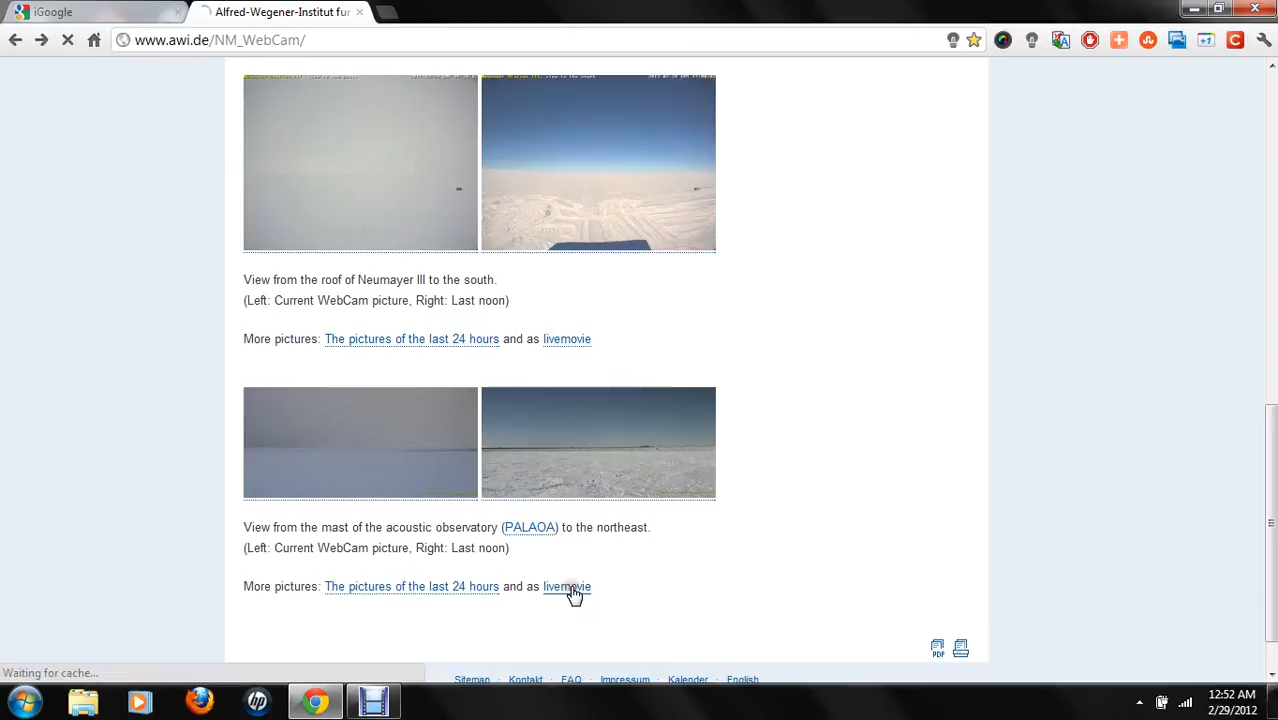 iGoogle
Alfred-Wegener-Institut fur
www.awi.de/NM_WebCam/
View from the roof of Neumayer III to the south.
(Left: Current WebCam picture, Right: Last noon)
More pictures: The pictures of the last 24 hours and as livemovie
View from the mast of the acoustic observatory (PALAOA) to the northeast.
(Left: Current WebCam picture, Right: Last noon)
More pictures: The pictures of the last 24 hours and as livemovie
PDF
Waiting for cache...
Sitemap Kontakt FAQ Impressum Kalender English
12:52 AM
2/29/2012